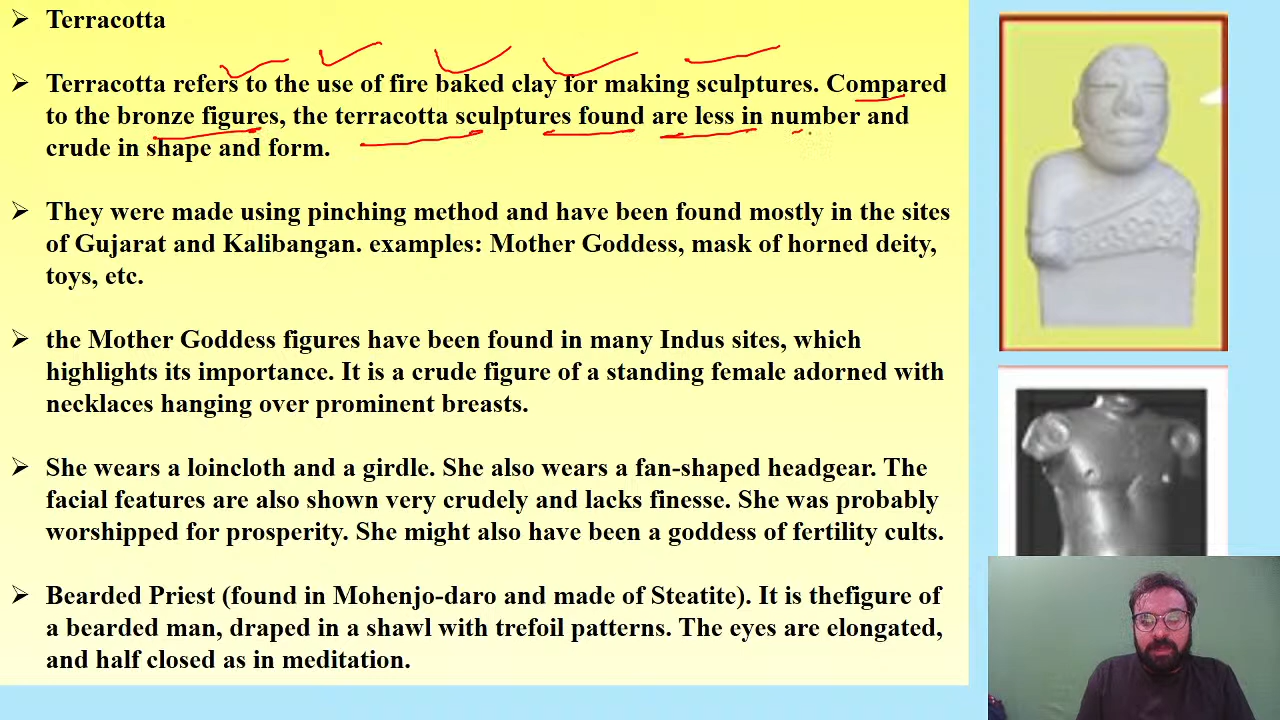 ➢ Terracotta
➢ Terracotta refers to the use of fire baked clay for making sculptures. Compared
to the bronze figures, the terracotta sculptures found are less in number and
crude in shape and form.
➢ They were made using pinching method and have been found mostly in the sites
of Gujarat and Kalibangan. examples: Mother Goddess, mask of horned deity,
toys, etc.
➢ the Mother Goddess figures have been found in many Indus sites, which
highlights its importance. It is a crude figure of a standing female adorned with
necklaces hanging over prominent breasts.
➢ She wears a loincloth and a girdle. She also wears a fan-shaped headgear. The
facial features are also shown very crudely and lacks finesse. She was probably
worshipped for prosperity. She might also have been a goddess of fertility cults.
➢ Bearded Priest (found in Mohenjo-daro and made of Steatite). It is thefigure of
a bearded man, draped in a shawl with trefoil patterns. The eyes are elongated,
and half closed as in meditation.